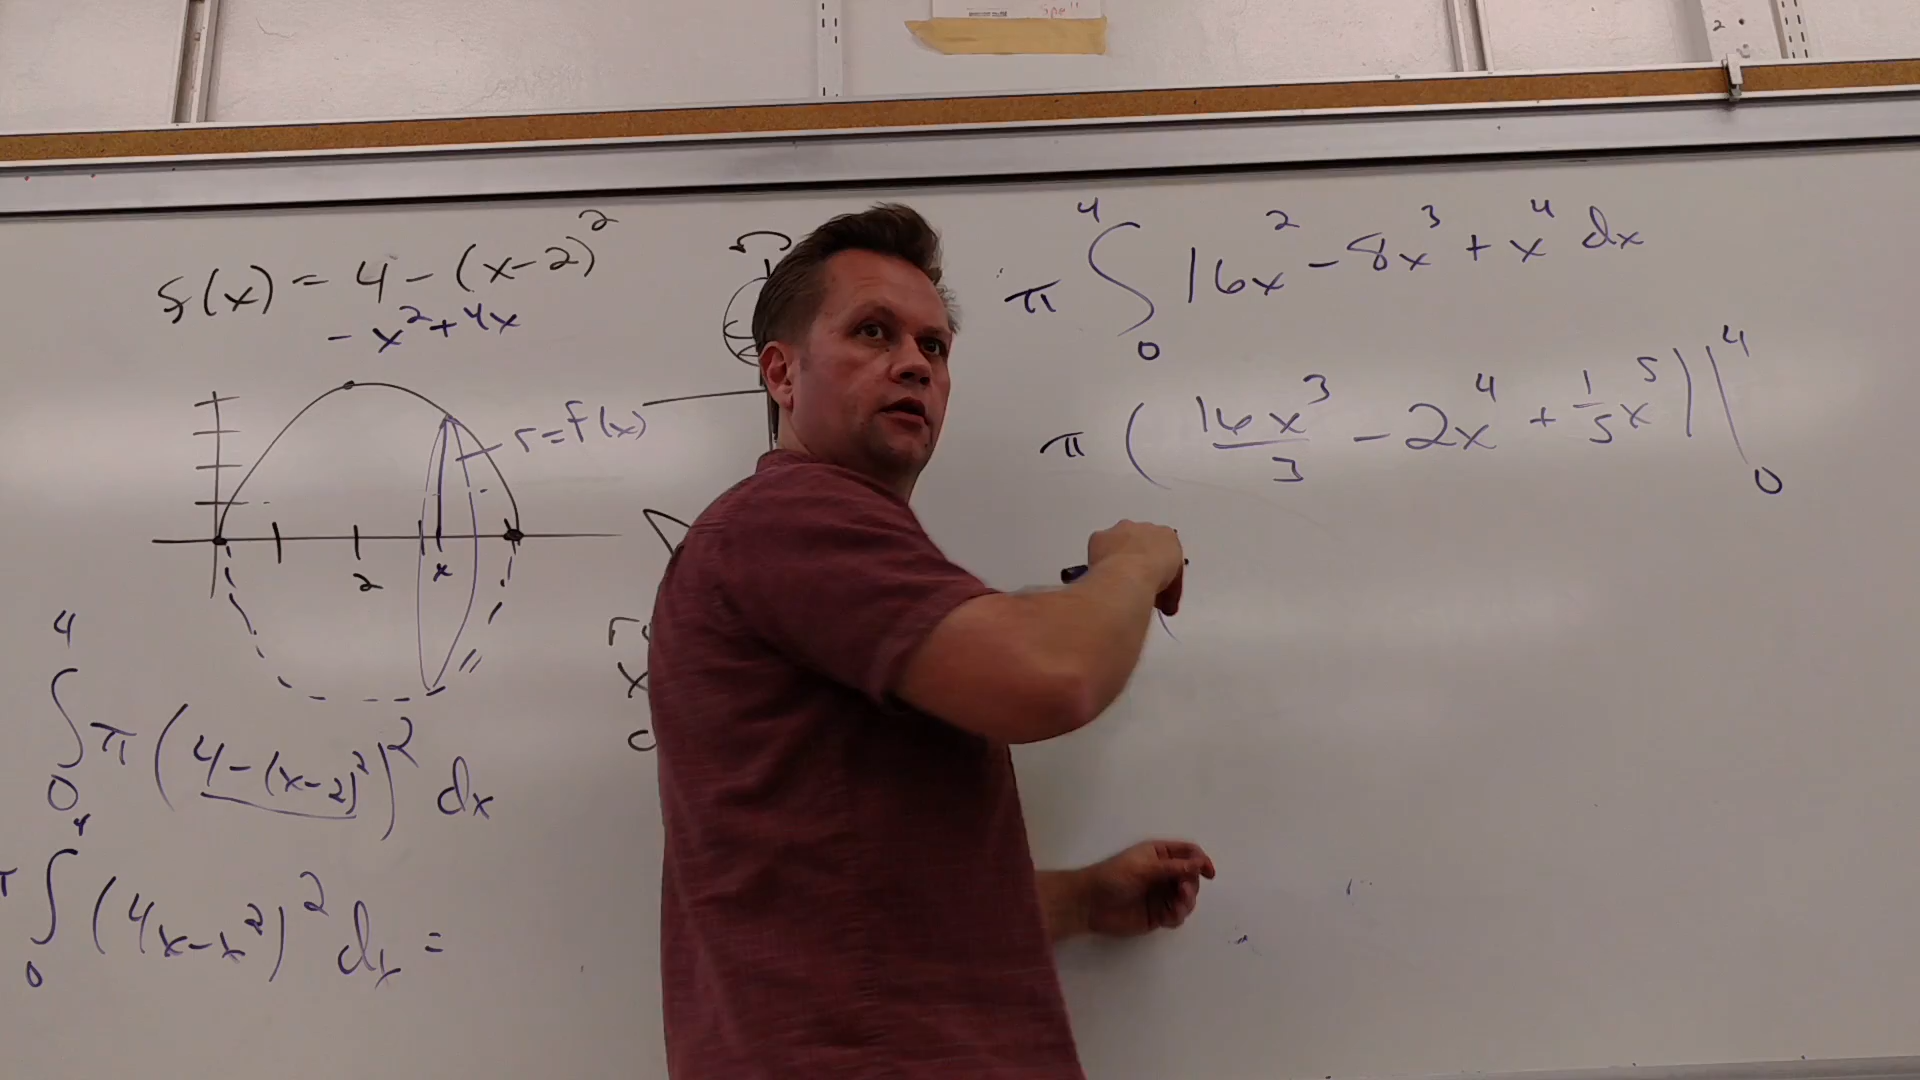 f(x) = 4 - (x-2)²
- x² + 4x
r = f(x)
2
x
∫₀⁴ π (4 - (x-2)²)² dx
π ∫₀⁴ (4x - x²)² dx =
π ∫₀⁴ 16x² - 8x³ + x⁴ dx
π ( 16x³/3 - 2x⁴ + 1/5 x⁵ ) |₀⁴